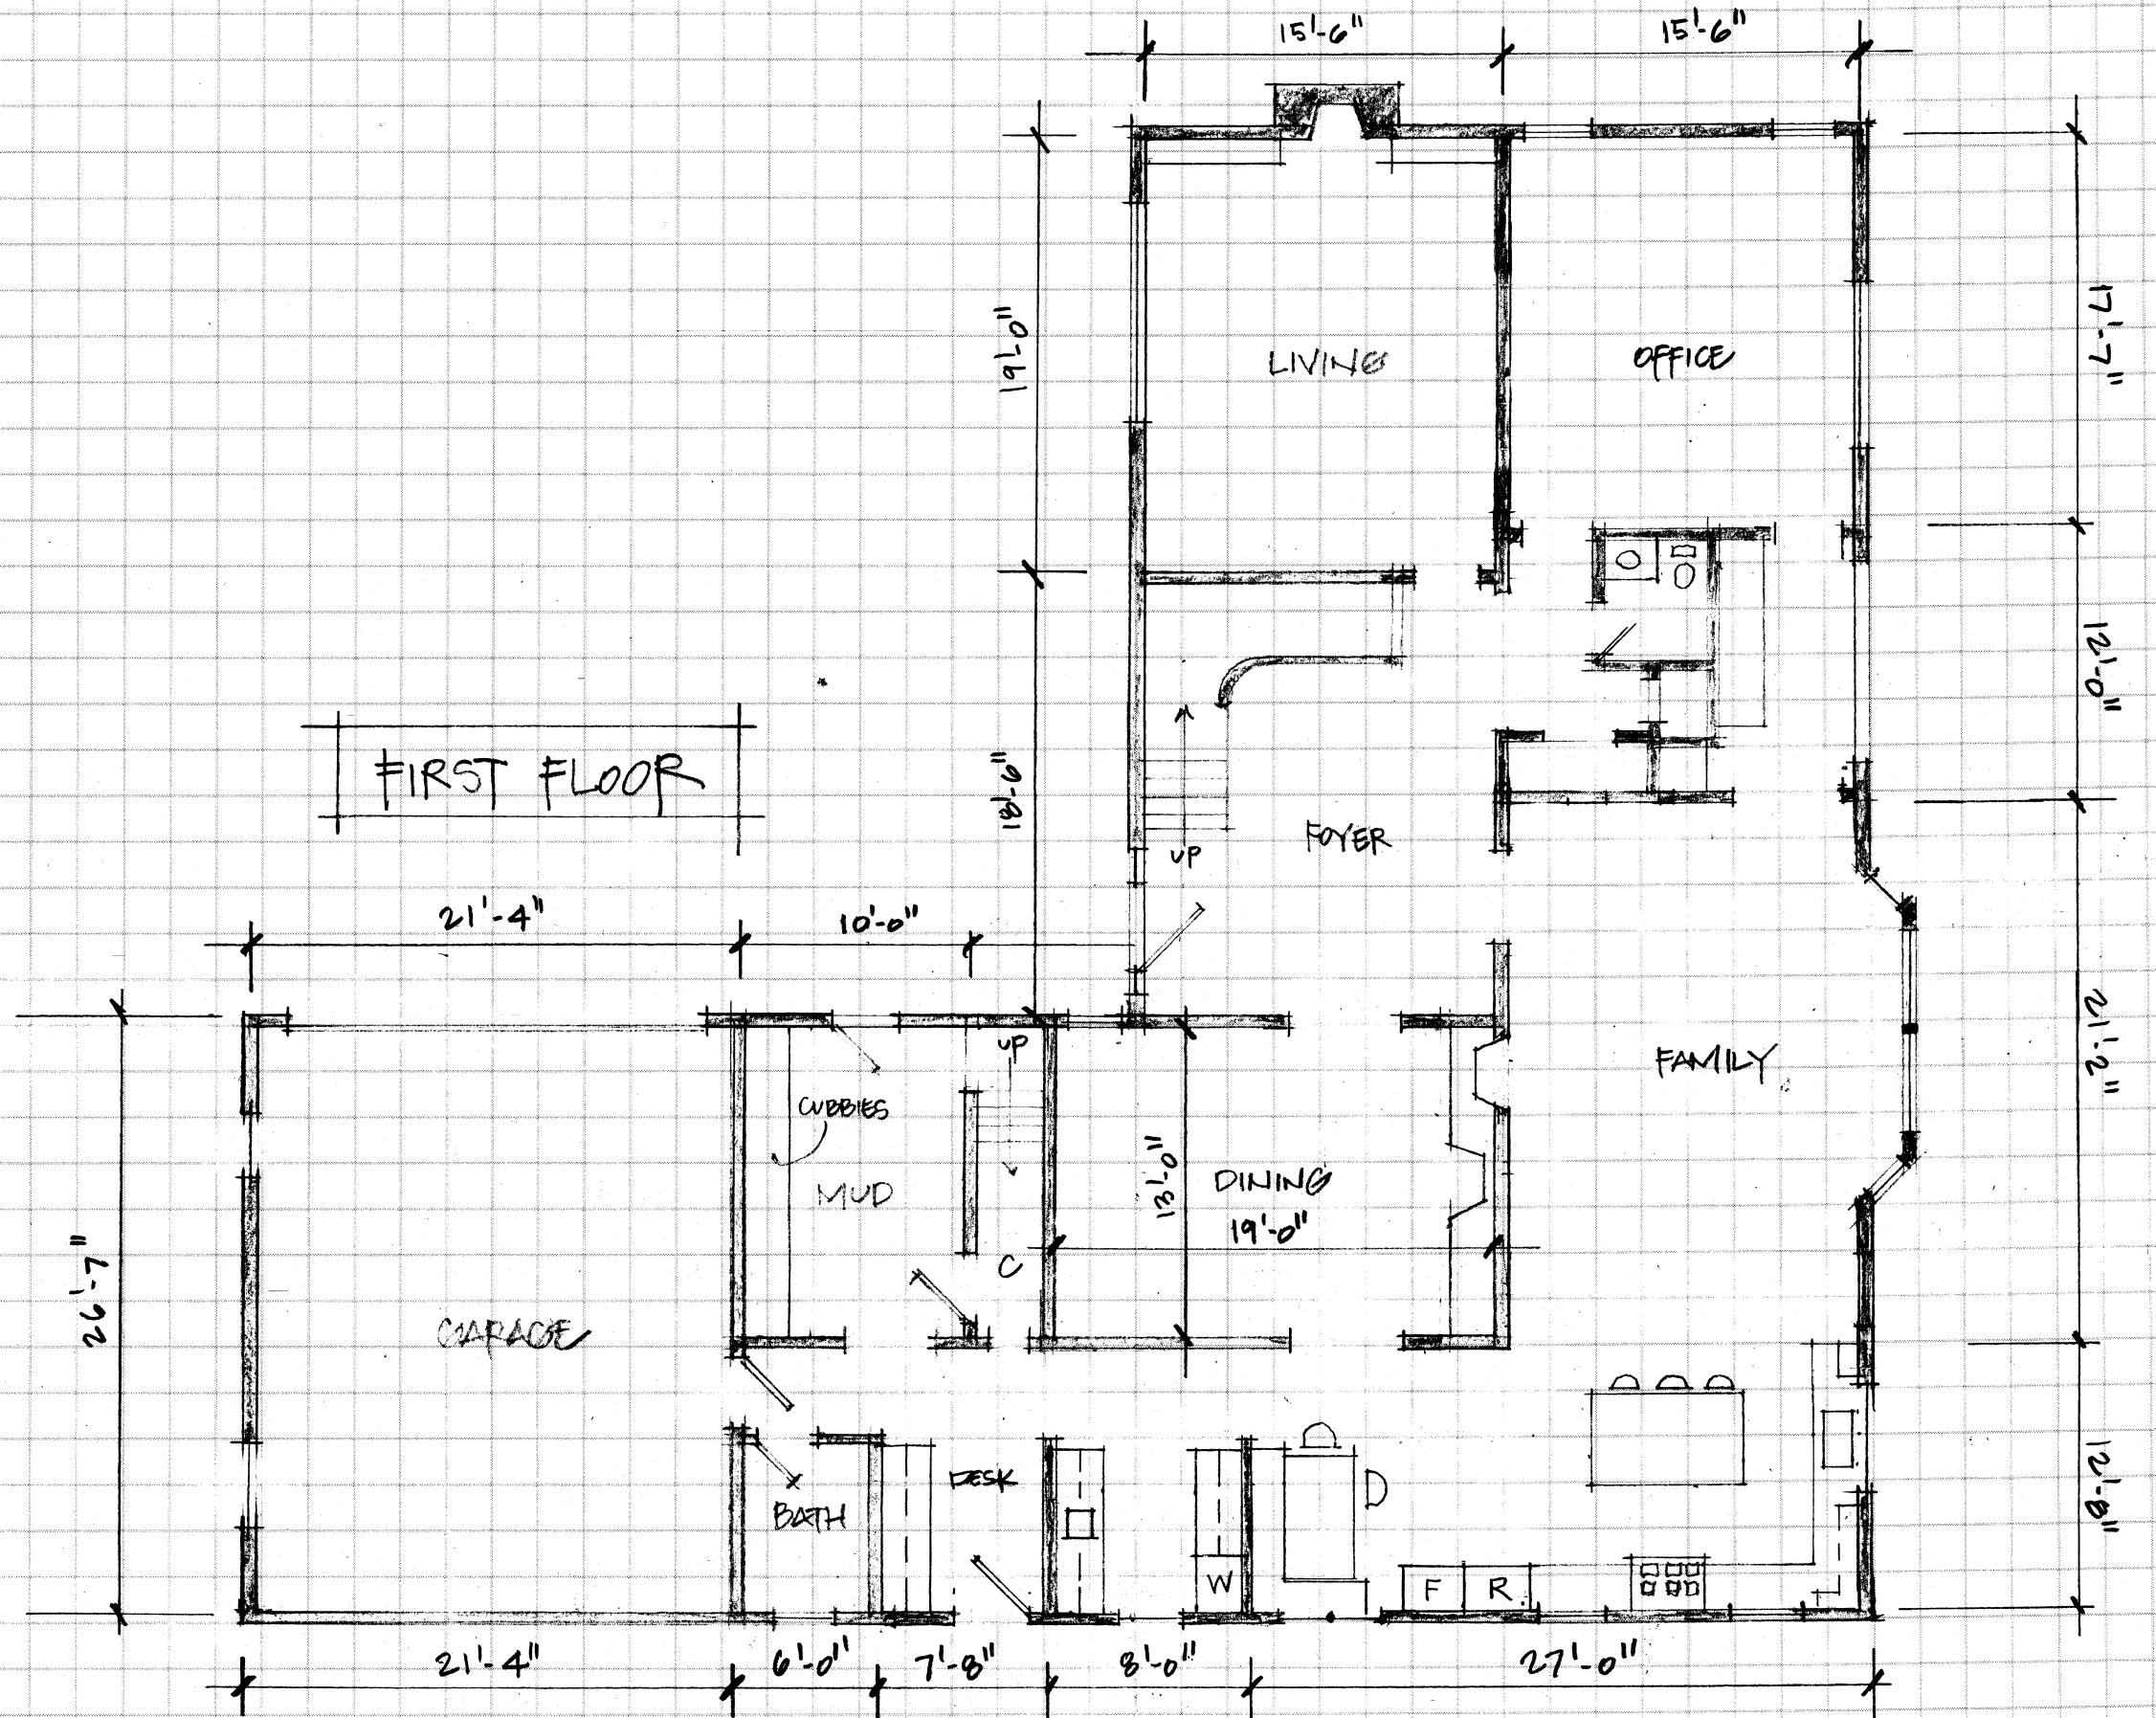 15'-6"
15'-6"
19'-0"
LIVING
OFFICE
17'-7"
12'-0"
FIRST FLOOR
18'-6"
FOYER
UP
21'-4"
10'-0"
UP
CUBBIES
MUD
FAMILY
21'-2"
13'-0"
DINING
19'-0"
C
26'-7"
GARAGE
DESK
BATH
12'-8"
W
F
R
21'-4"
6'-0"
7'-8"
8'-0"
27'-0"